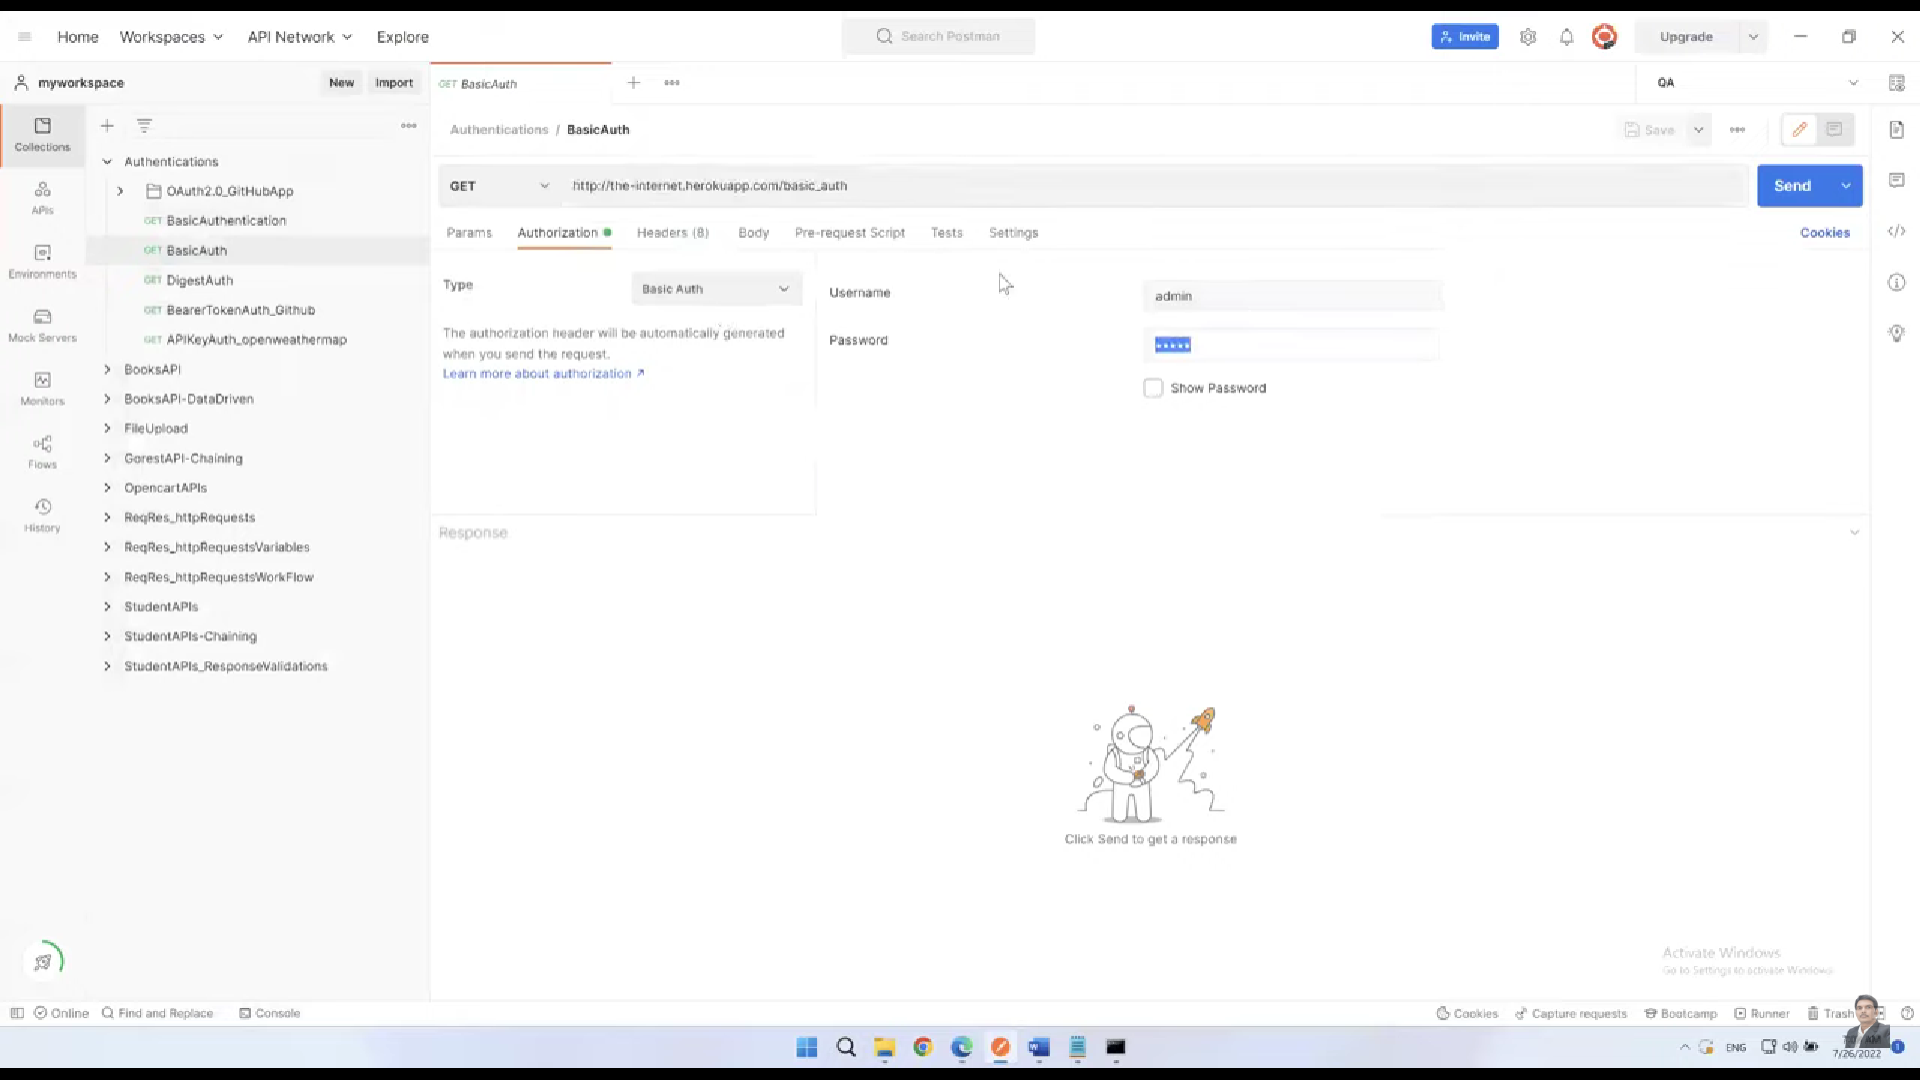 Home Workspaces API Network Explore Search Postman Invite Upgrade
myworkspace New Import GET BasicAuth QA
Collections
APIs
Environments
Mock Servers
Monitors
Flows
History
Authentications
OAuth2.0_GitHubApp
GET BasicAuthentication
GET BasicAuth
GET DigestAuth
GET BearerTokenAuth_Github
GET APIKeyAuth_openweathermap
BooksAPI
BooksAPI-DataDriven
FileUpload
GorestAPI-Chaining
OpencartAPIs
ReqRes_httpRequests
ReqRes_httpRequestsVariables
ReqRes_httpRequestsWorkFlow
StudentAPIs
StudentAPIs-Chaining
StudentAPIs_ResponseValidations
Authentications / BasicAuth Save
GET http://the-internet.herokuapp.com/basic_auth Send
Params Authorization Headers (8) Body Pre-request Script Tests Settings Cookies
Type Basic Auth
The authorization header will be automatically generated
when you send the request.
Learn more about authorization ↗
Username admin
Password •••••
Show Password
Response
Click Send to get a response
Activate Windows
Go to Settings to activate Windows.
Online Find and Replace Console Cookies Capture requests Bootcamp Runner Trash
ENG
7/26/2022